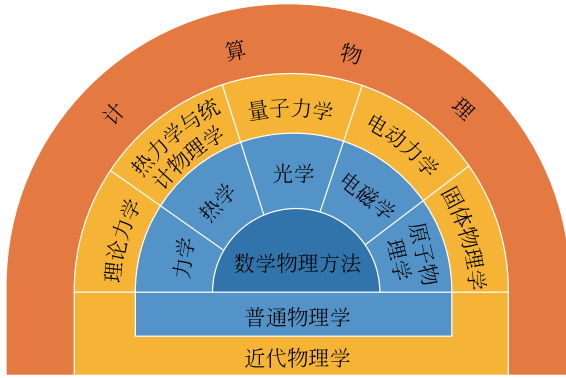 计算物理
理论力学
热力学与统
计物理学
量子力学
电动力学
固体物理学
力学
热学
光学
电磁学
原子物
理学
数学物理方法
普通物理学
近代物理学